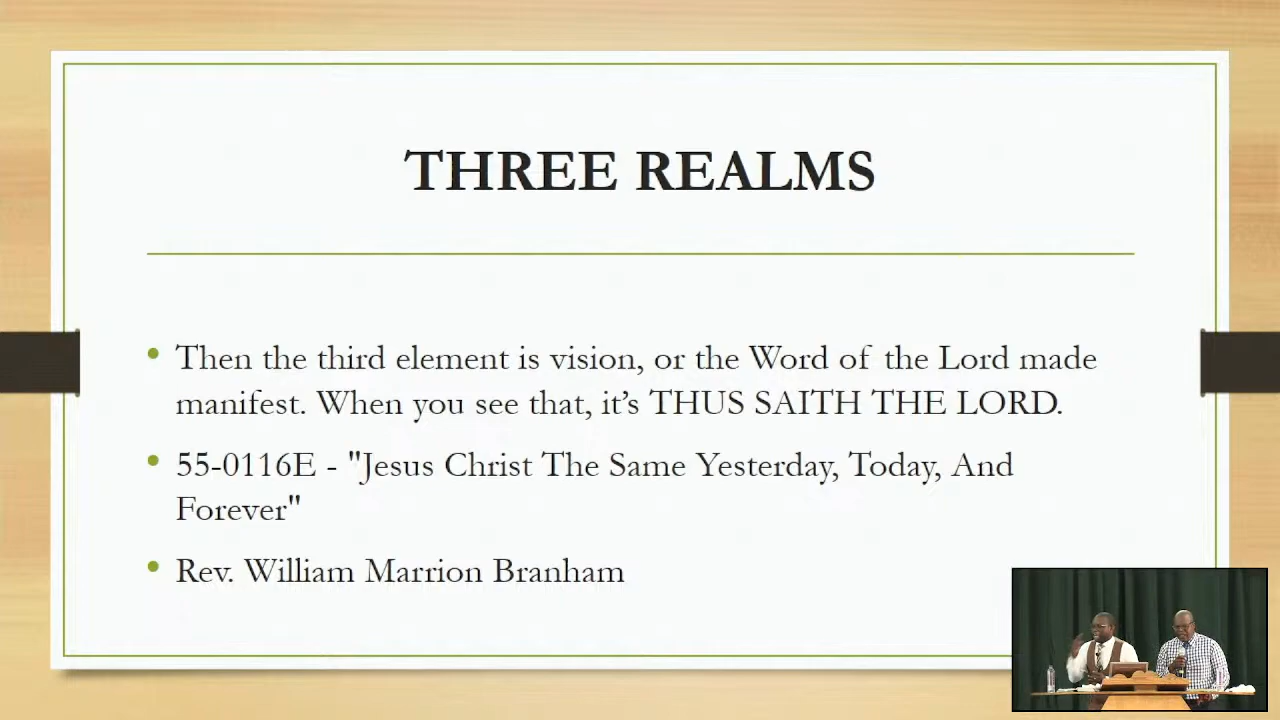 THREE REALMS
• Then the third element is vision, or the Word of the Lord made
manifest. When you see that, it’s THUS SAITH THE LORD.
• 55-0116E - "Jesus Christ The Same Yesterday, Today, And
Forever"
• Rev. William Marrion Branham